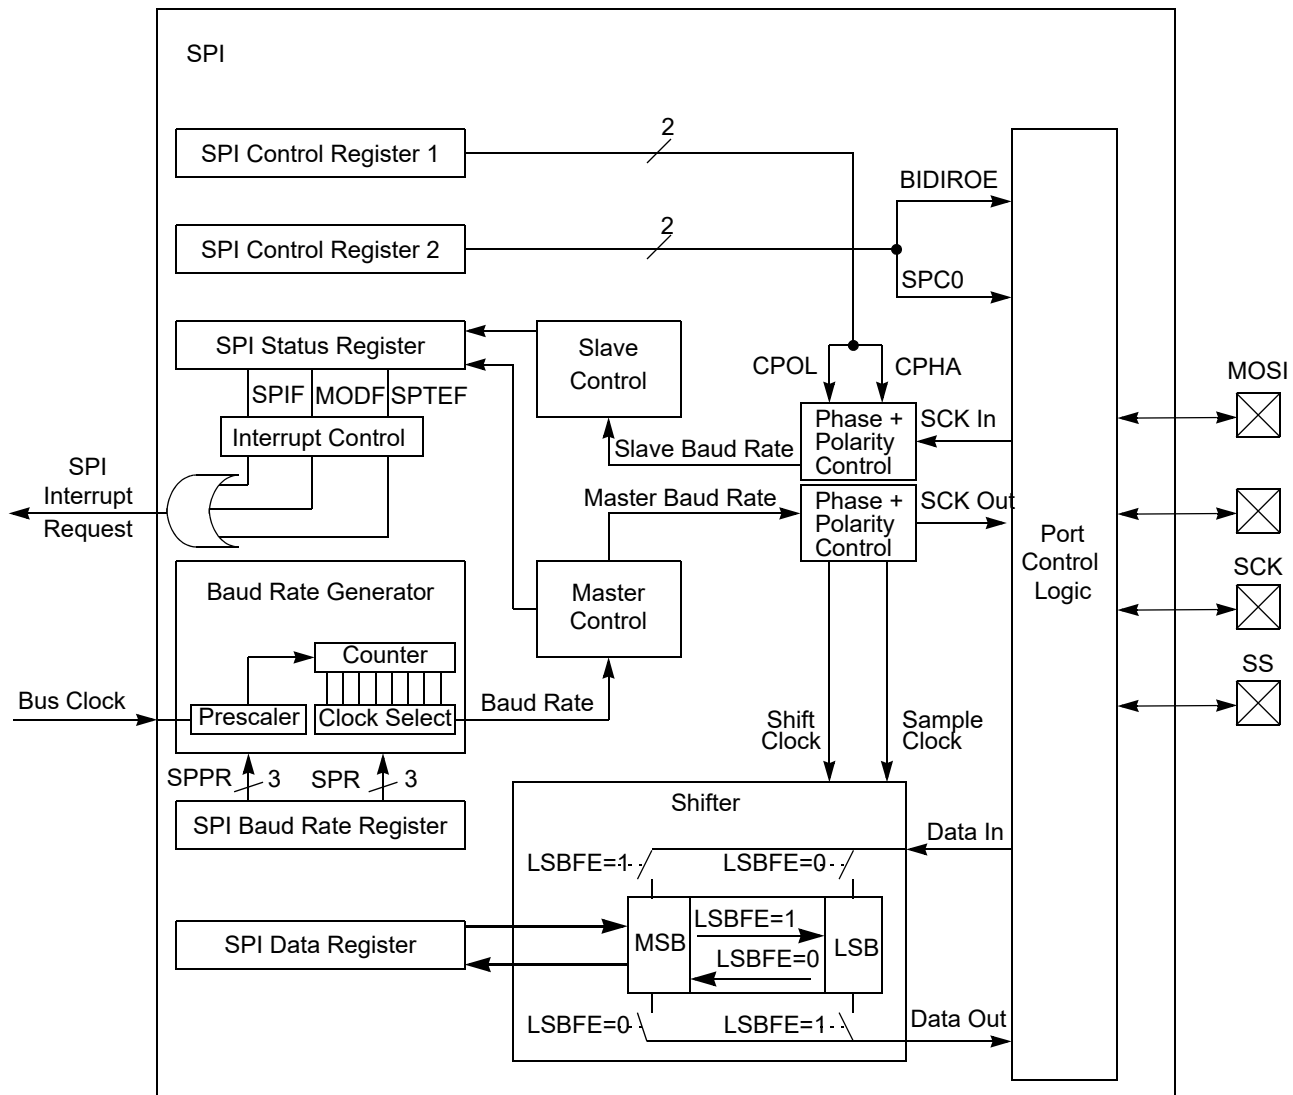 SPI
2
SPI Control Register 1
BIDIROE
2
SPI Control Register 2
SPC0
SPI Status Register
Slave
Control
CPOL
CPHA
MOSI
SPIF
MODF
SPTEF
Phase +
Polarity
Control
SCK In
Interrupt Control
Slave Baud Rate
SPI
Interrupt
Request
Master Baud Rate
Phase +
Polarity
Control
SCK Out
Port
Control
Logic
SCK
Baud Rate Generator
Master
Control
Counter
SS
Bus Clock
Prescaler
Clock Select
Baud Rate
Shift
Clock
Sample
Clock
SPPR
3
SPR
3
Shifter
SPI Baud Rate Register
Data In
LSBFE=1
LSBFE=0
LSBFE=1
SPI Data Register
MSB
LSB
LSBFE=0
LSBFE=0
LSBFE=1
Data Out